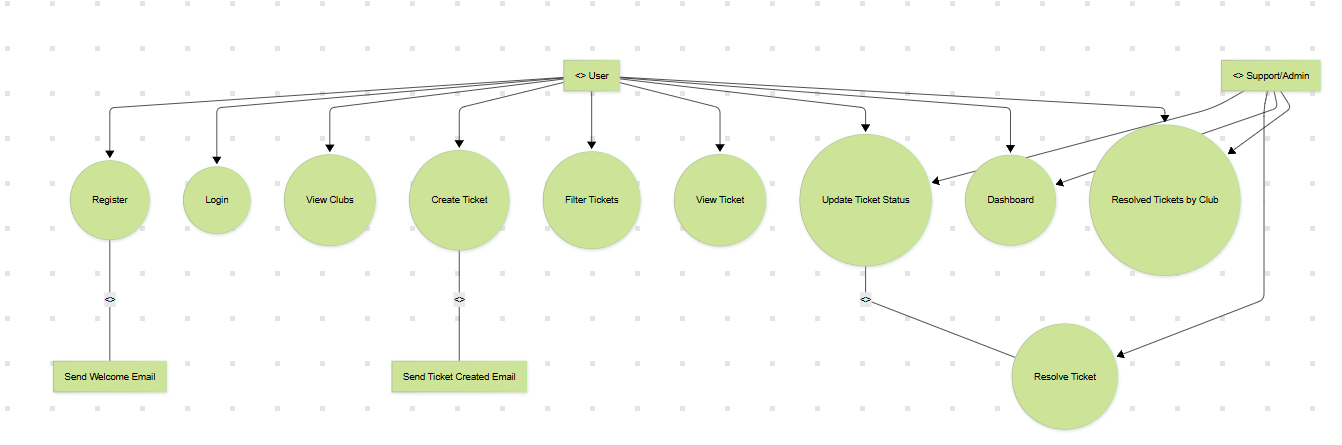 <> User
<> Support/Admin
Register
Login
View Clubs
Create Ticket
Filter Tickets
View Ticket
Update Ticket Status
Dashboard
Resolved Tickets by Club
<>
<>
<>
Send Welcome Email
Send Ticket Created Email
Resolve Ticket